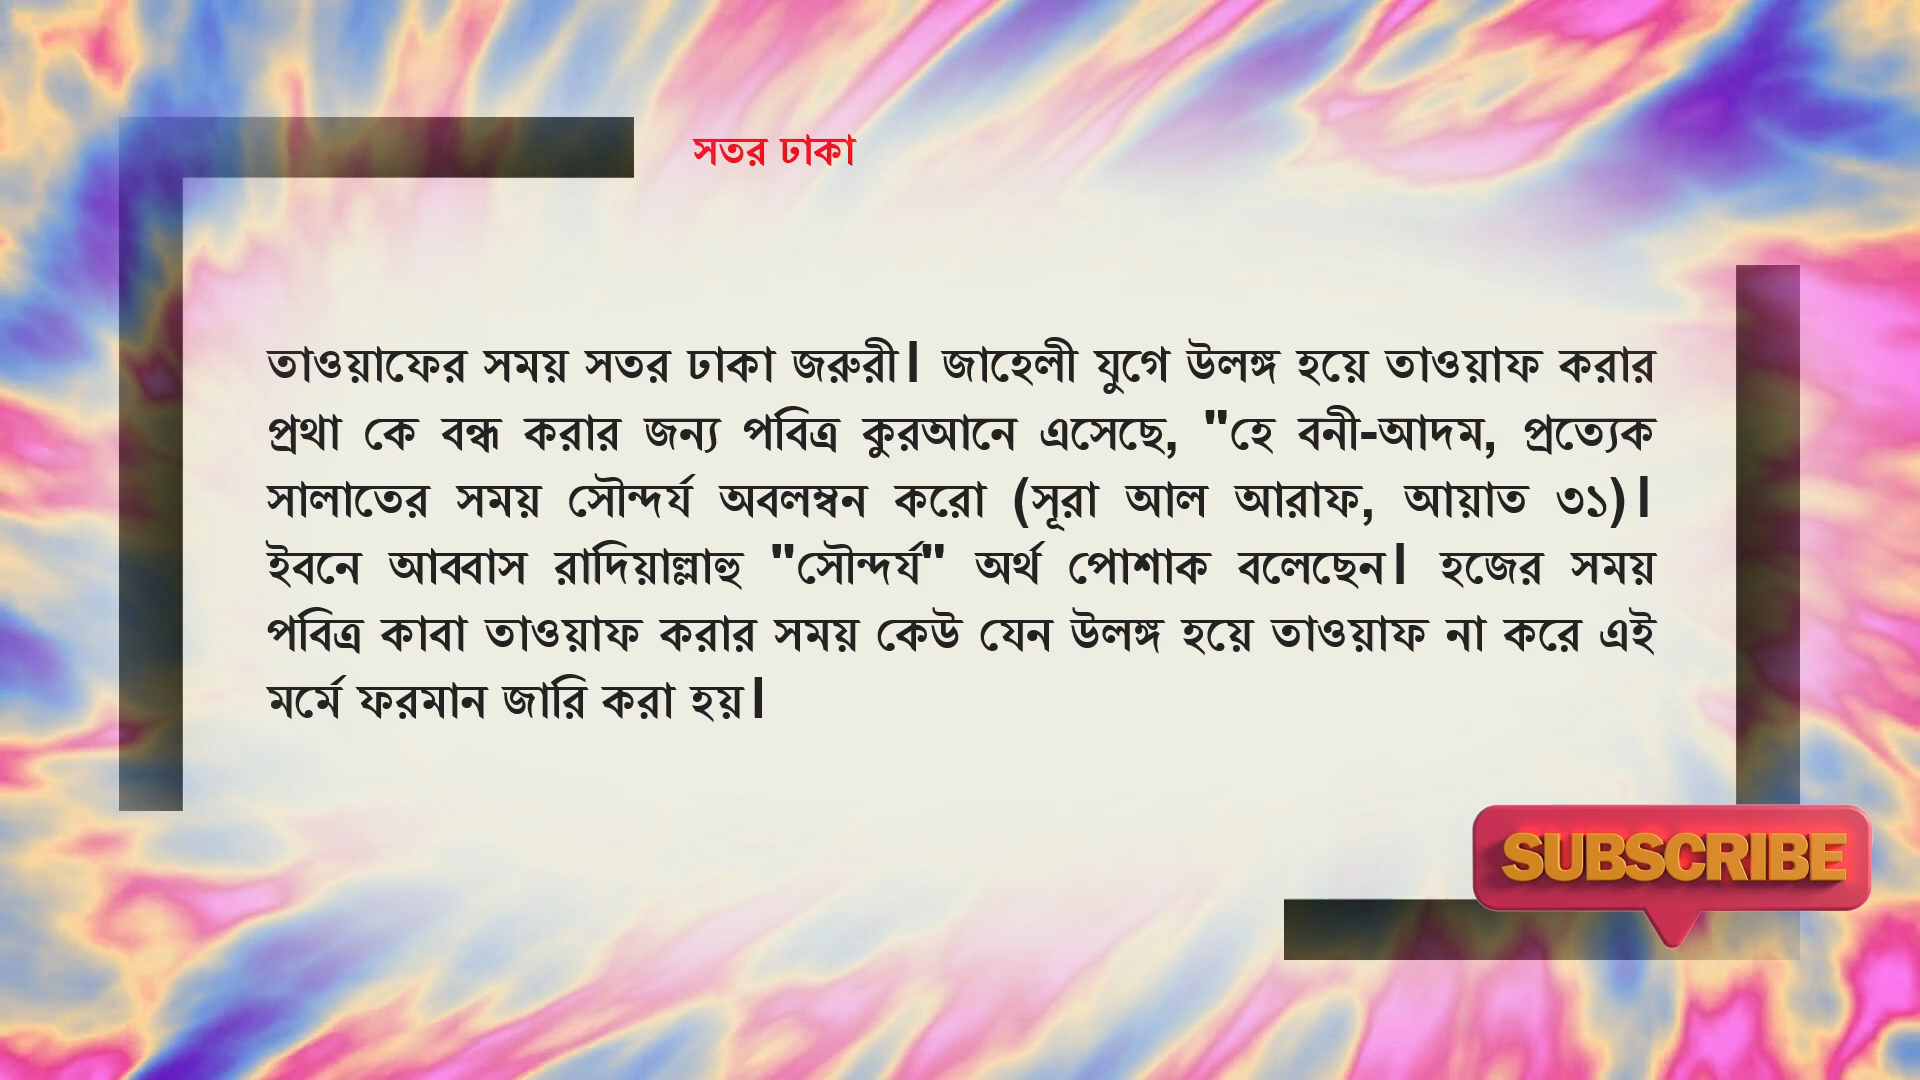 সতর ঢাকা
তাওয়াফের সময় সতর ঢাকা জরুরী। জাহেলী যুগে উলঙ্গ হয়ে তাওয়াফ করার
প্রথা কে বন্ধ করার জন্য পবিত্র কুরআনে এসেছে, "হে বনী-আদম, প্রত্যেক
সালাতের সময় সৌন্দর্য অবলম্বন করো (সূরা আল আরাফ, আয়াত ৩১)।
ইবনে আব্বাস রাদিয়াল্লাহু "সৌন্দর্য" অর্থ পোশাক বলেছেন। হজের সময়
পবিত্র কাবা তাওয়াফ করার সময় কেউ যেন উলঙ্গ হয়ে তাওয়াফ না করে এই
মর্মে ফরমান জারি করা হয়।
SUBSCRIBE